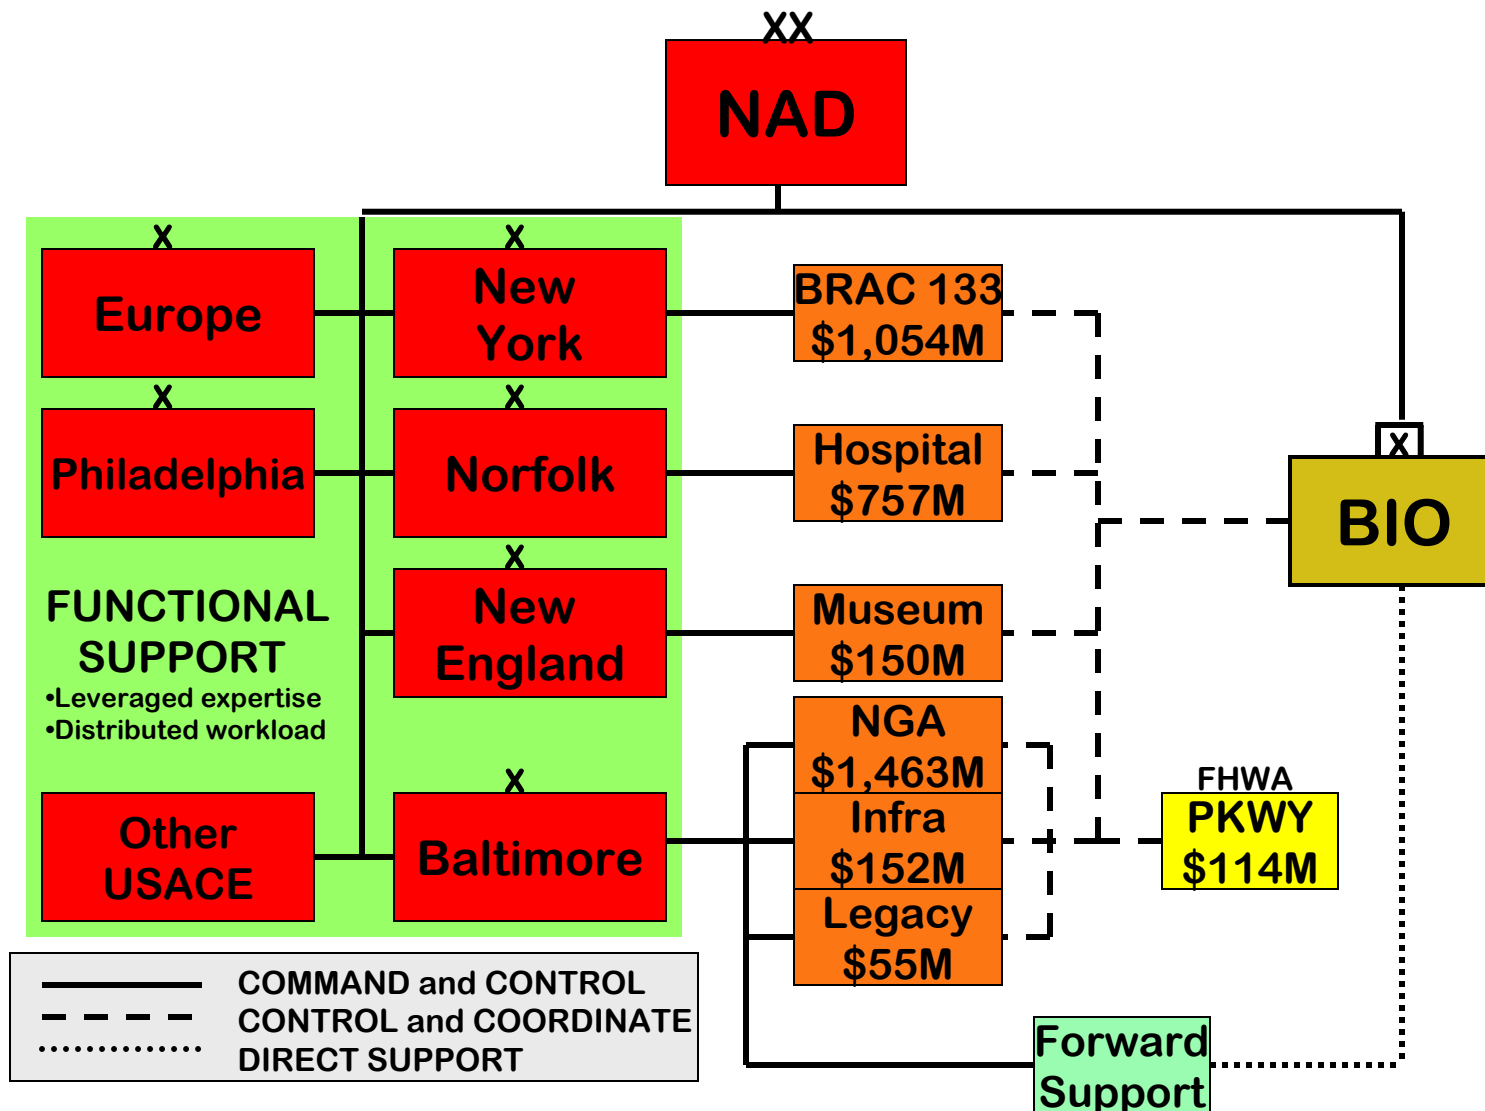 XX
NAD
X
Europe
X
New
York
BRAC 133
$1,054M
X
Philadelphia
X
Norfolk
Hospital
$757M
X
BIO
FUNCTIONAL
SUPPORT
•Leveraged expertise
•Distributed workload
X
New
England
Museum
$150M
NGA
$1,463M
Other
USACE
X
Baltimore
Infra
$152M
FHWA
PKWY
$114M
Legacy
$55M
COMMAND and CONTROL
CONTROL and COORDINATE
DIRECT SUPPORT
Forward
Support